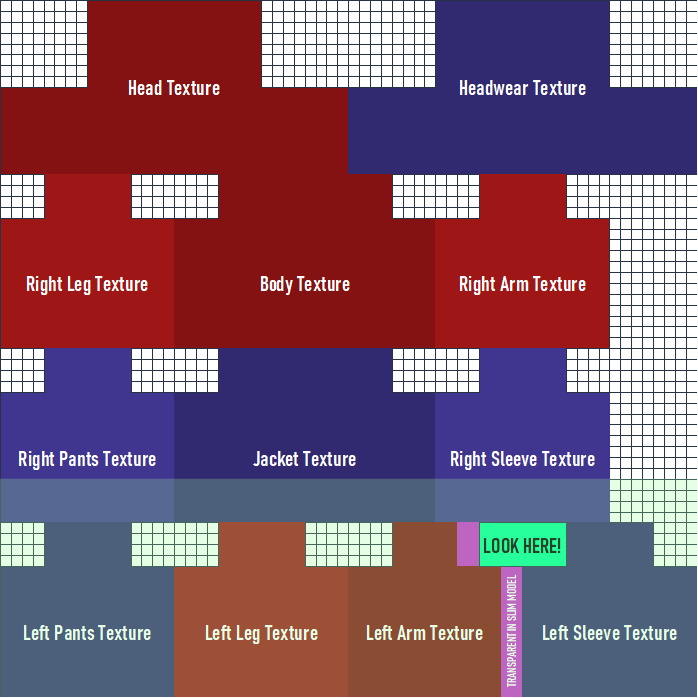 Head Texture
Headwear Texture
Right Leg Texture
Body Texture
Right Arm Texture
Right Pants Texture
Jacket Texture
Right Sleeve Texture
LOOK HERE!
Left Pants Texture
Left Leg Texture
Left Arm Texture
TRANSPARENT IN SLIM MODEL
Left Sleeve Texture